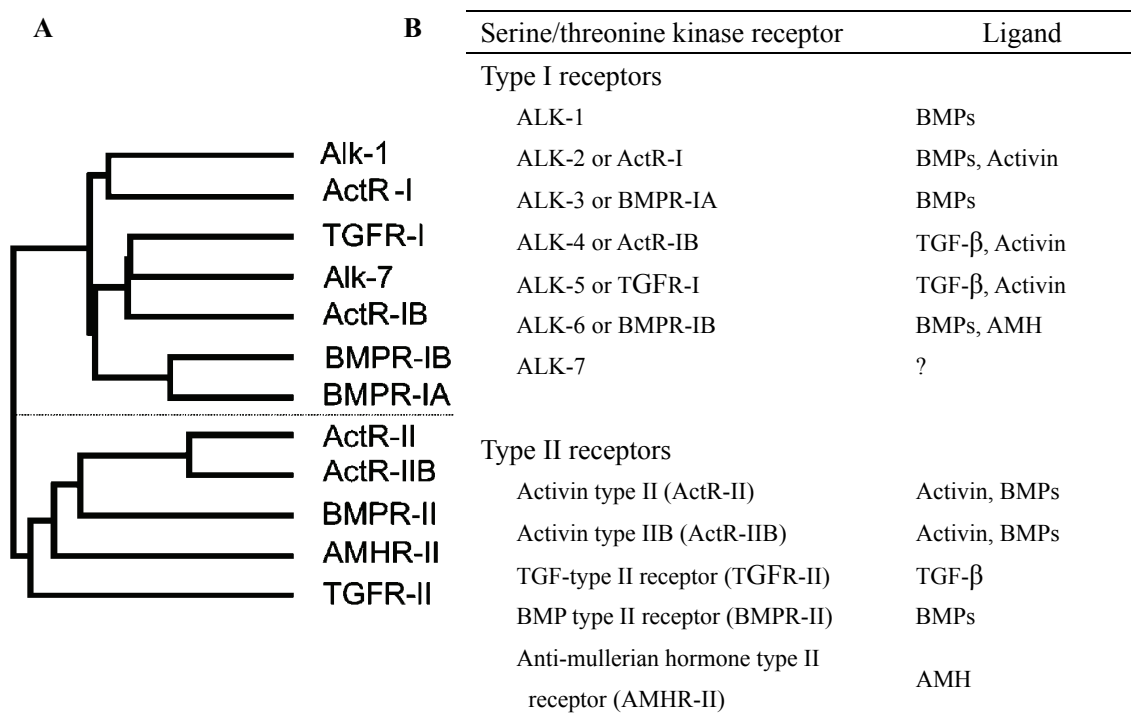 A
Alk-1
ActR-I
TGFR-I
Alk-7
ActR-IB
BMPR-IB
BMPR-IA
ActR-II
ActR-IIB
BMPR-II
AMHR-II
TGFR-II
B
Serine/threonine kinase receptor Ligand
Type I receptors
ALK-1 BMPs
ALK-2 or ActR-I BMPs, Activin
ALK-3 or BMPR-IA BMPs
ALK-4 or ActR-IB TGF-β, Activin
ALK-5 or TGFR-I TGF-β, Activin
ALK-6 or BMPR-IB BMPs, AMH
ALK-7 ?
Type II receptors
Activin type II (ActR-II) Activin, BMPs
Activin type IIB (ActR-IIB) Activin, BMPs
TGF-type II receptor (TGFR-II) TGF-β
BMP type II receptor (BMPR-II) BMPs
Anti-mullerian hormone type II
receptor (AMHR-II) AMH